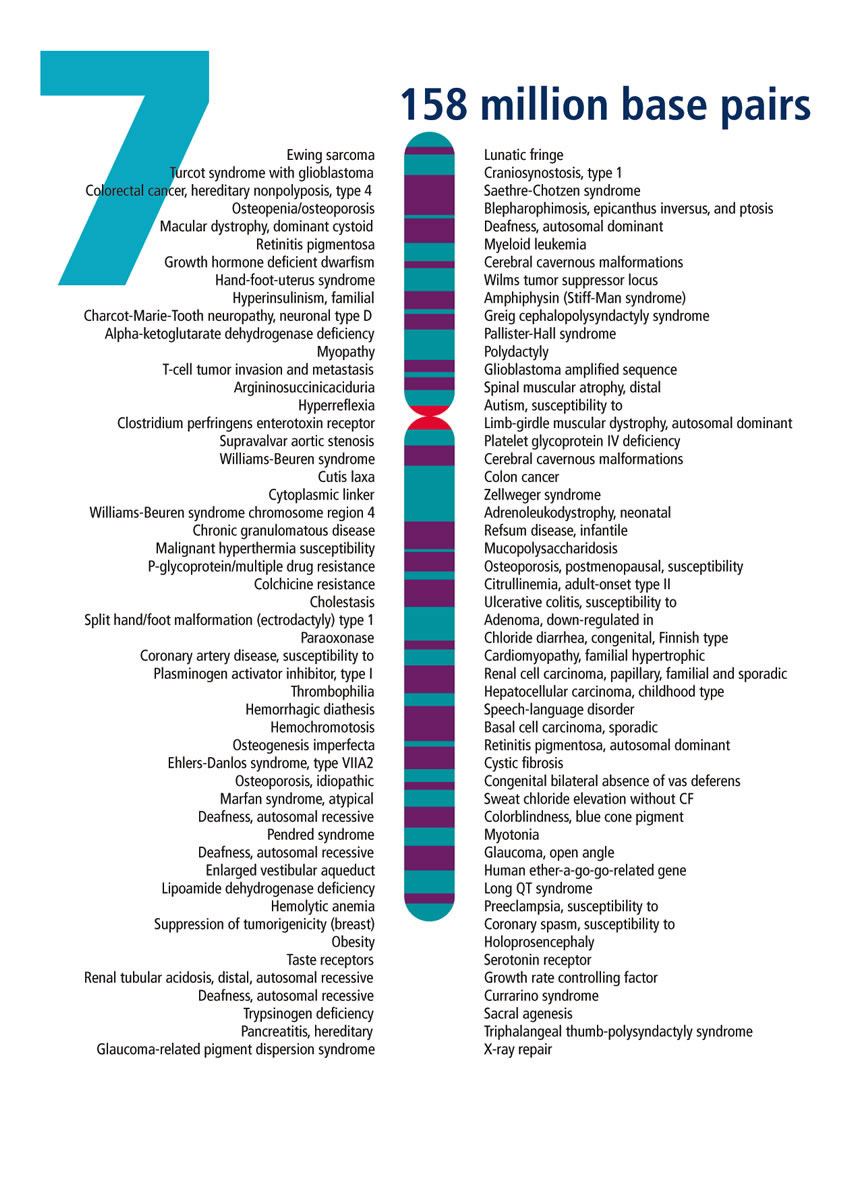 7
158 million base pairs
Ewing sarcoma
Turcot syndrome with glioblastoma
Colorectal cancer, hereditary nonpolyposis, type 4
Osteopenia/osteoporosis
Macular dystrophy, dominant cystoid
Retinitis pigmentosa
Growth hormone deficient dwarfism
Hand-foot-uterus syndrome
Hyperinsulinism, familial
Charcot-Marie-Tooth neuropathy, neuronal type D
Alpha-ketoglutarate dehydrogenase deficiency
Myopathy
T-cell tumor invasion and metastasis
Argininosuccinicaciduria
Hyperreflexia
Clostridium perfringens enterotoxin receptor
Supravalvar aortic stenosis
Williams-Beuren syndrome
Cutis laxa
Cytoplasmic linker
Williams-Beuren syndrome chromosome region 4
Chronic granulomatous disease
Malignant hyperthermia susceptibility
P-glycoprotein/multiple drug resistance
Colchicine resistance
Cholestasis
Split hand/foot malformation (ectrodactyly) type 1
Paraoxonase
Coronary artery disease, susceptibility to
Plasminogen activator inhibitor, type I
Thrombophilia
Hemorrhagic diathesis
Hemochromotosis
Osteogenesis imperfecta
Ehlers-Danlos syndrome, type VIIA2
Osteoporosis, idiopathic
Marfan syndrome, atypical
Deafness, autosomal recessive
Pendred syndrome
Deafness, autosomal recessive
Enlarged vestibular aqueduct
Lipoamide dehydrogenase deficiency
Hemolytic anemia
Suppression of tumorigenicity (breast)
Obesity
Taste receptors
Renal tubular acidosis, distal, autosomal recessive
Deafness, autosomal recessive
Trypsinogen deficiency
Pancreatitis, hereditary
Glaucoma-related pigment dispersion syndrome
Lunatic fringe
Craniosynostosis, type 1
Saethre-Chotzen syndrome
Blepharophimosis, epicanthus inversus, and ptosis
Deafness, autosomal dominant
Myeloid leukemia
Cerebral cavernous malformations
Wilms tumor suppressor locus
Amphiphysin (Stiff-Man syndrome)
Greig cephalopolysyndactyly syndrome
Pallister-Hall syndrome
Polydactyly
Glioblastoma amplified sequence
Spinal muscular atrophy, distal
Autism, susceptibility to
Limb-girdle muscular dystrophy, autosomal dominant
Platelet glycoprotein IV deficiency
Cerebral cavernous malformations
Colon cancer
Zellweger syndrome
Adrenoleukodystrophy, neonatal
Refsum disease, infantile
Mucopolysaccharidosis
Osteoporosis, postmenopausal, susceptibility
Citrullinemia, adult-onset type II
Ulcerative colitis, susceptibility to
Adenoma, down-regulated in
Chloride diarrhea, congenital, Finnish type
Cardiomyopathy, familial hypertrophic
Renal cell carcinoma, papillary, familial and sporadic
Hepatocellular carcinoma, childhood type
Speech-language disorder
Basal cell carcinoma, sporadic
Retinitis pigmentosa, autosomal dominant
Cystic fibrosis
Congenital bilateral absence of vas deferens
Sweat chloride elevation without CF
Colorblindness, blue cone pigment
Myotonia
Glaucoma, open angle
Human ether-a-go-go-related gene
Long QT syndrome
Preeclampsia, susceptibility to
Coronary spasm, susceptibility to
Holoprosencephaly
Serotonin receptor
Growth rate controlling factor
Currarino syndrome
Sacral agenesis
Triphalangeal thumb-polysyndactyly syndrome
X-ray repair